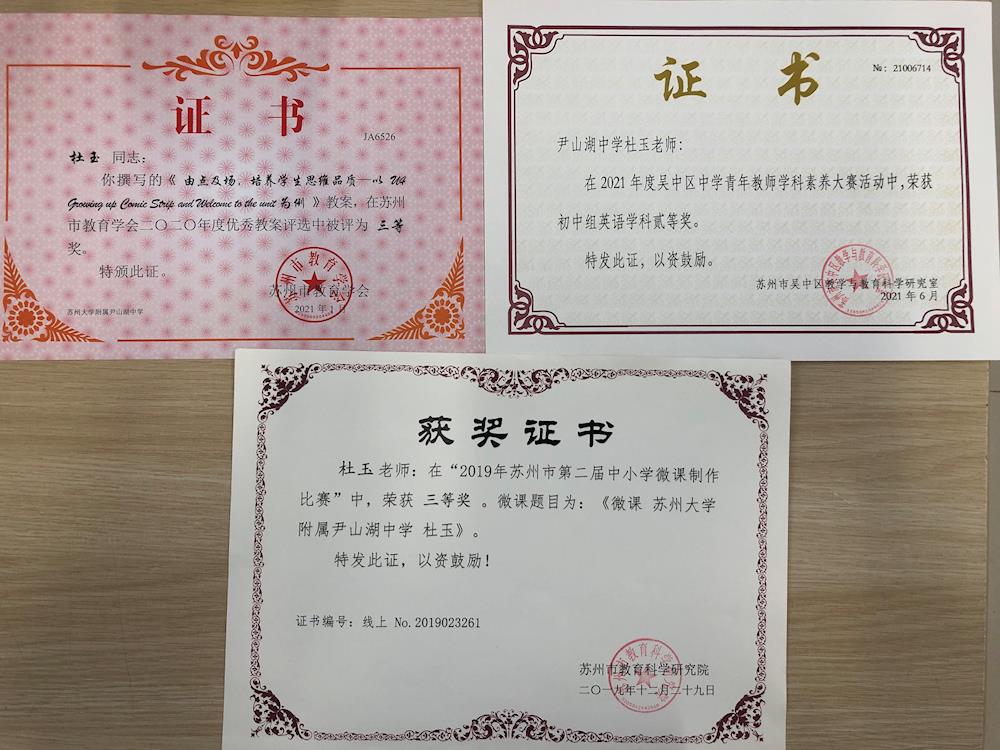 证 书
JA6526
杜玉 同志：
你撰写的《 由点及场，培养学生思维品质—以 U4
Growing up Comic Strip and Welcome to the unit 为例 》教案，在苏州
市教育学会二〇二〇年度优秀教案评选中被评为 三等
奖。
特颁此证。
苏州市教育学会
2021年1月
苏州大学附属尹山湖中学
证 书
№：21006714
尹山湖中学杜玉老师：
在2021年度吴中区中学青年教师学科素养大赛活动中，荣获
初中组英语学科贰等奖。
特发此证，以资鼓励。
苏州市吴中区教学与教育科学研究室
2021年6月
获奖证书
杜玉老师：在“2019年苏州市第二届中小学微课制作
比赛”中，荣获 三等奖 。微课题目为：《微课 苏州大学
附属尹山湖中学 杜玉》。
特发此证，以资鼓励！
证书编号：线上 No.2019023261
苏州市教育科学研究院
二〇一九年十二月二十九日